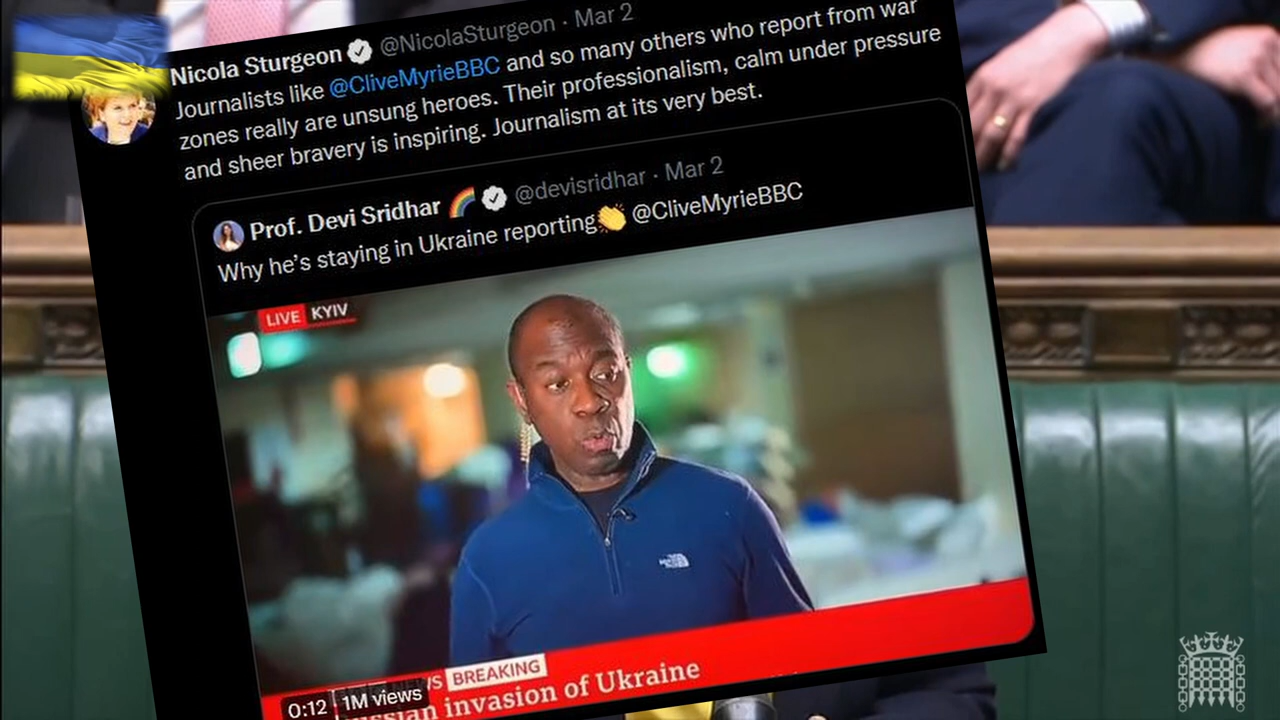 Nicola Sturgeon @NicolaSturgeon · Mar 2
Journalists like @CliveMyrieBBC and so many others who report from war
zones really are unsung heroes. Their professionalism, calm under pressure
and sheer bravery is inspiring. Journalism at its very best.
Prof. Devi Sridhar 🌈 @devisridhar · Mar 2
Why he's staying in Ukraine reporting👏 @CliveMyrieBBC
LIVE KYIV
THE NORTH FACE
BREAKING
invasion of Ukraine
0:12 1M views